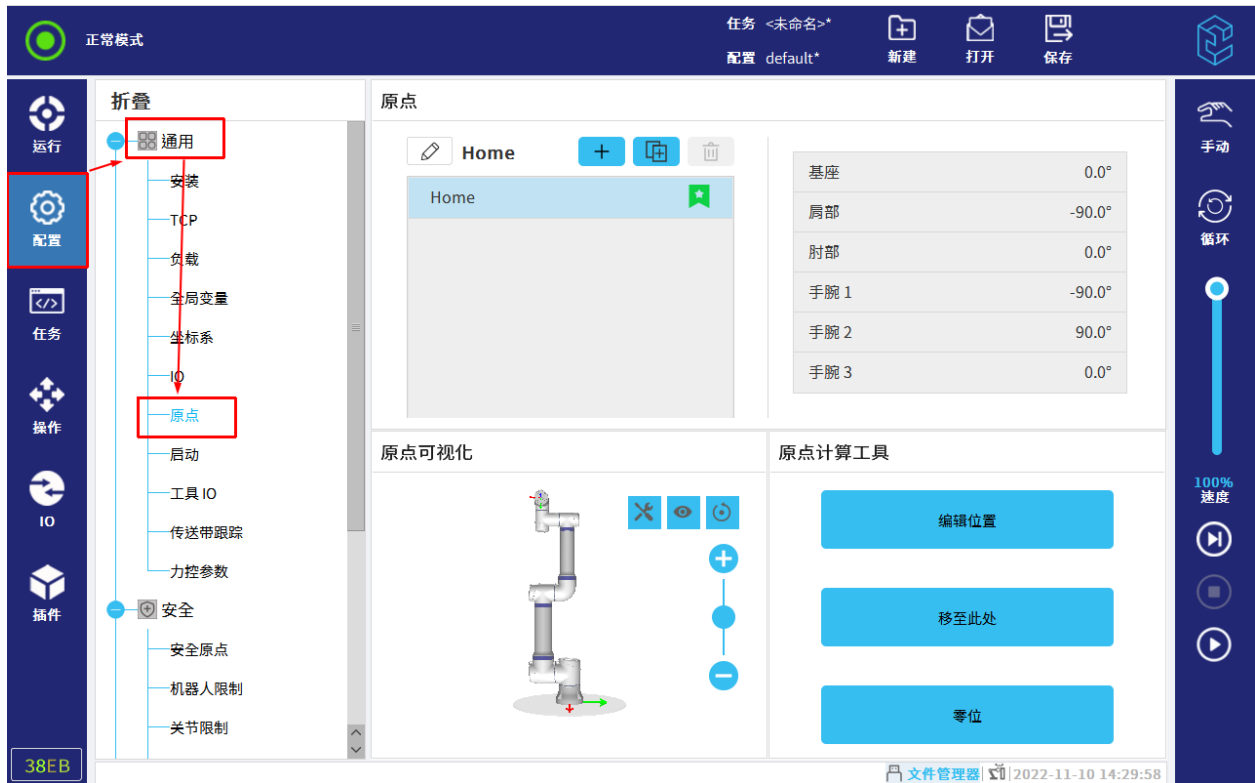 正常模式
任务 <未命名>*
配置 default*
新建
打开
保存
运行
配置
任务
操作
IO
插件
38EB
折叠
通用
安装
TCP
负载
全局变量
坐标系
IO
原点
启动
工具 IO
传送带跟踪
力控参数
安全
安全原点
机器人限制
关节限制
原点
Home
Home
基座 0.0°
肩部 -90.0°
肘部 0.0°
手腕 1 -90.0°
手腕 2 90.0°
手腕 3 0.0°
原点可视化
原点计算工具
编辑位置
移至此处
零位
手动
循环
100%
速度
文件管理器 2022-11-10 14:29:58